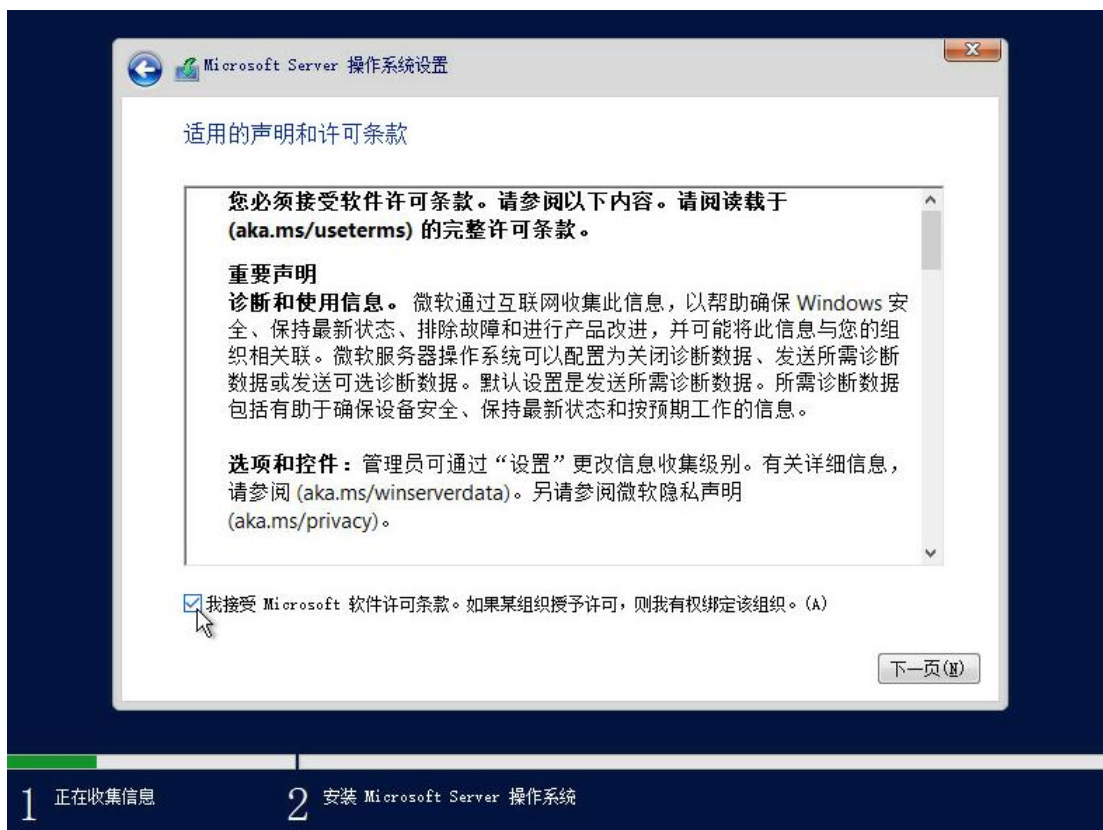 Microsoft Server 操作系统设置
适用的声明和许可条款
您必须接受软件许可条款。请参阅以下内容。请阅读载于
(aka.ms/useterms) 的完整许可条款。
重要声明
诊断和使用信息。 微软通过互联网收集此信息，以帮助确保 Windows 安
全、保持最新状态、排除故障和进行产品改进，并可能将此信息与您的组
织相关联。微软服务器操作系统可以配置为关闭诊断数据、发送所需诊断
数据或发送可选诊断数据。默认设置是发送所需诊断数据。所需诊断数据
包括有助于确保设备安全、保持最新状态和按预期工作的信息。
选项和控件：管理员可通过“设置”更改信息收集级别。有关详细信息，
请参阅 (aka.ms/winserverdata)。另请参阅微软隐私声明
(aka.ms/privacy)。
我接受 Microsoft 软件许可条款。如果某组织授予许可，则我有权绑定该组织。(A)
下一页(N)
1 正在收集信息
2 安装 Microsoft Server 操作系统